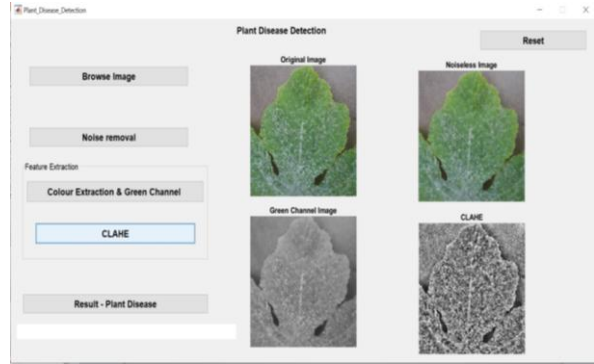 Plant_Disease_Detection
Plant Disease Detection
Reset
Browse Image
Noise removal
Feature Extraction
Colour Extraction & Green Channel
CLAHE
Result - Plant Disease
Original Image
Noiseless Image
Green Channel Image
CLAHE